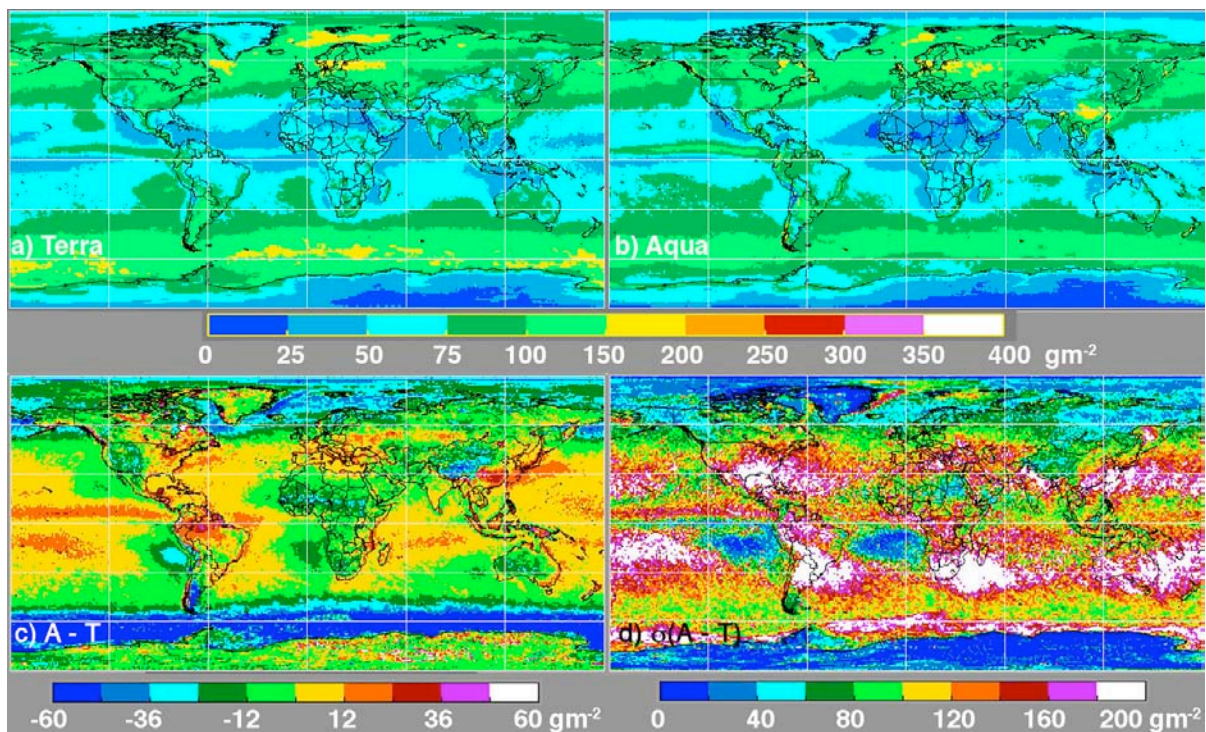 a) Terra
b) Aqua
0 25 50 75 100 150 200 250 300 350 400 gm-2
c) A - T
d) σ(A - T)
-60 -36 -12 12 36 60 gm-2
0 40 80 120 160 200 gm-2